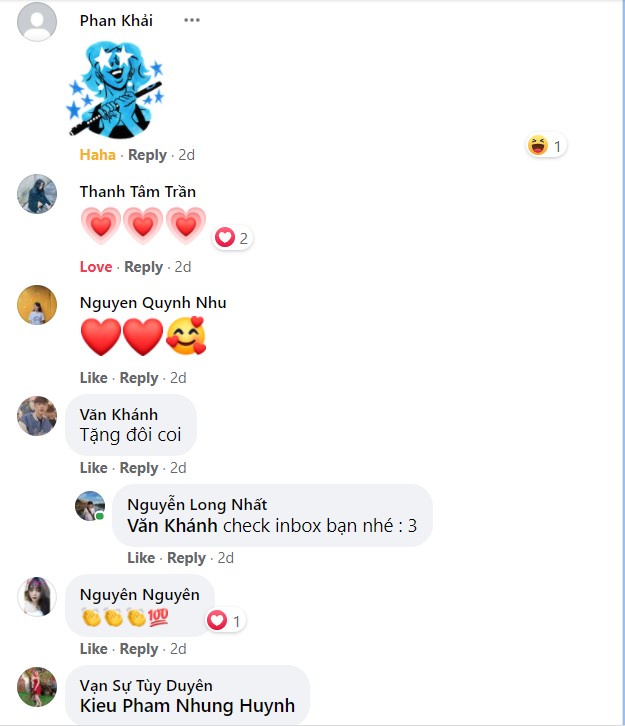 Phan Khải
Haha · Reply · 2d
1
Thanh Tâm Trần
2
Love · Reply · 2d
Nguyen Quynh Nhu
Like · Reply · 2d
Văn Khánh
Tặng đôi coi
Like · Reply · 2d
Nguyễn Long Nhất
Văn Khánh check inbox bạn nhé : 3
Like · Reply · 2d
Nguyên Nguyên
👏👏👏💯
1
Like · Reply · 2d
Vạn Sự Tùy Duyên
Kieu Pham Nhung Huynh